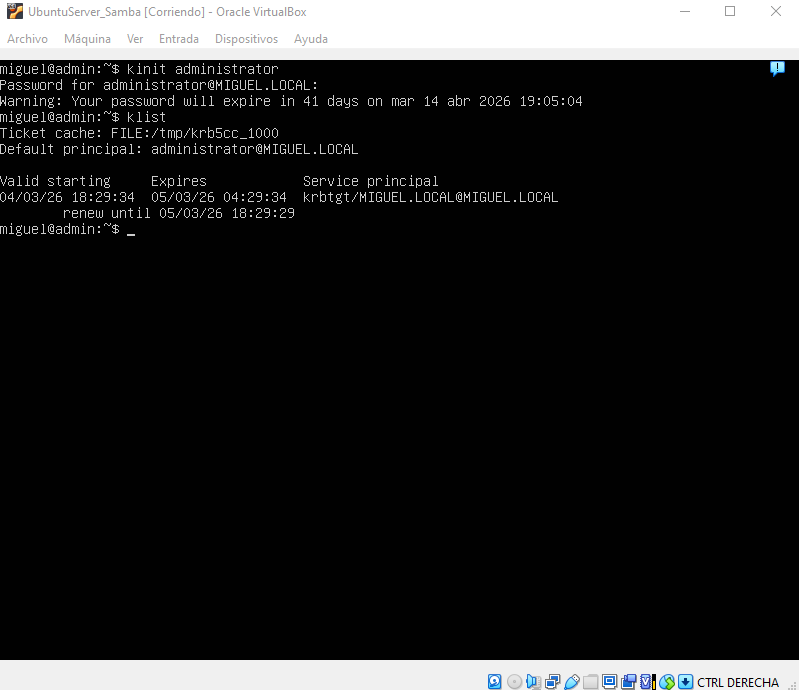 UbuntuServer_Samba [Corriendo] - Oracle VirtualBox
Archivo Máquina Ver Entrada Dispositivos Ayuda
miguel@admin:~$ kinit administrator
Password for administrator@MIGUEL.LOCAL:
Warning: Your password will expire in 41 days on mar 14 abr 2026 19:05:04
miguel@admin:~$ klist
Ticket cache: FILE:/tmp/krb5cc_1000
Default principal: administrator@MIGUEL.LOCAL
Valid starting     Expires            Service principal
04/03/26 18:29:34  05/03/26 04:29:34  krbtgt/MIGUEL.LOCAL@MIGUEL.LOCAL
        renew until 05/03/26 18:29:29
miguel@admin:~$ _
CTRL DERECHA